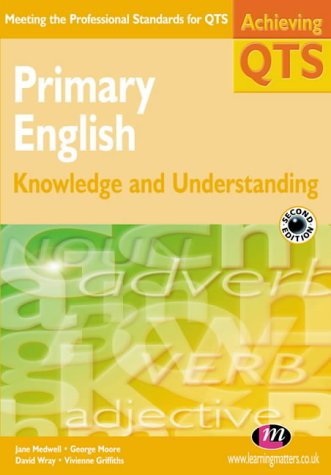 Meeting the Professional Standards for QTS
Achieving
QTS
Primary
English
Knowledge and Understanding
SECOND
EDITION
NOUN
adverb
VERB
adjective
Jane Medwell • George Moore
David Wray • Vivienne Griffiths
m
www.learningmatters.co.uk